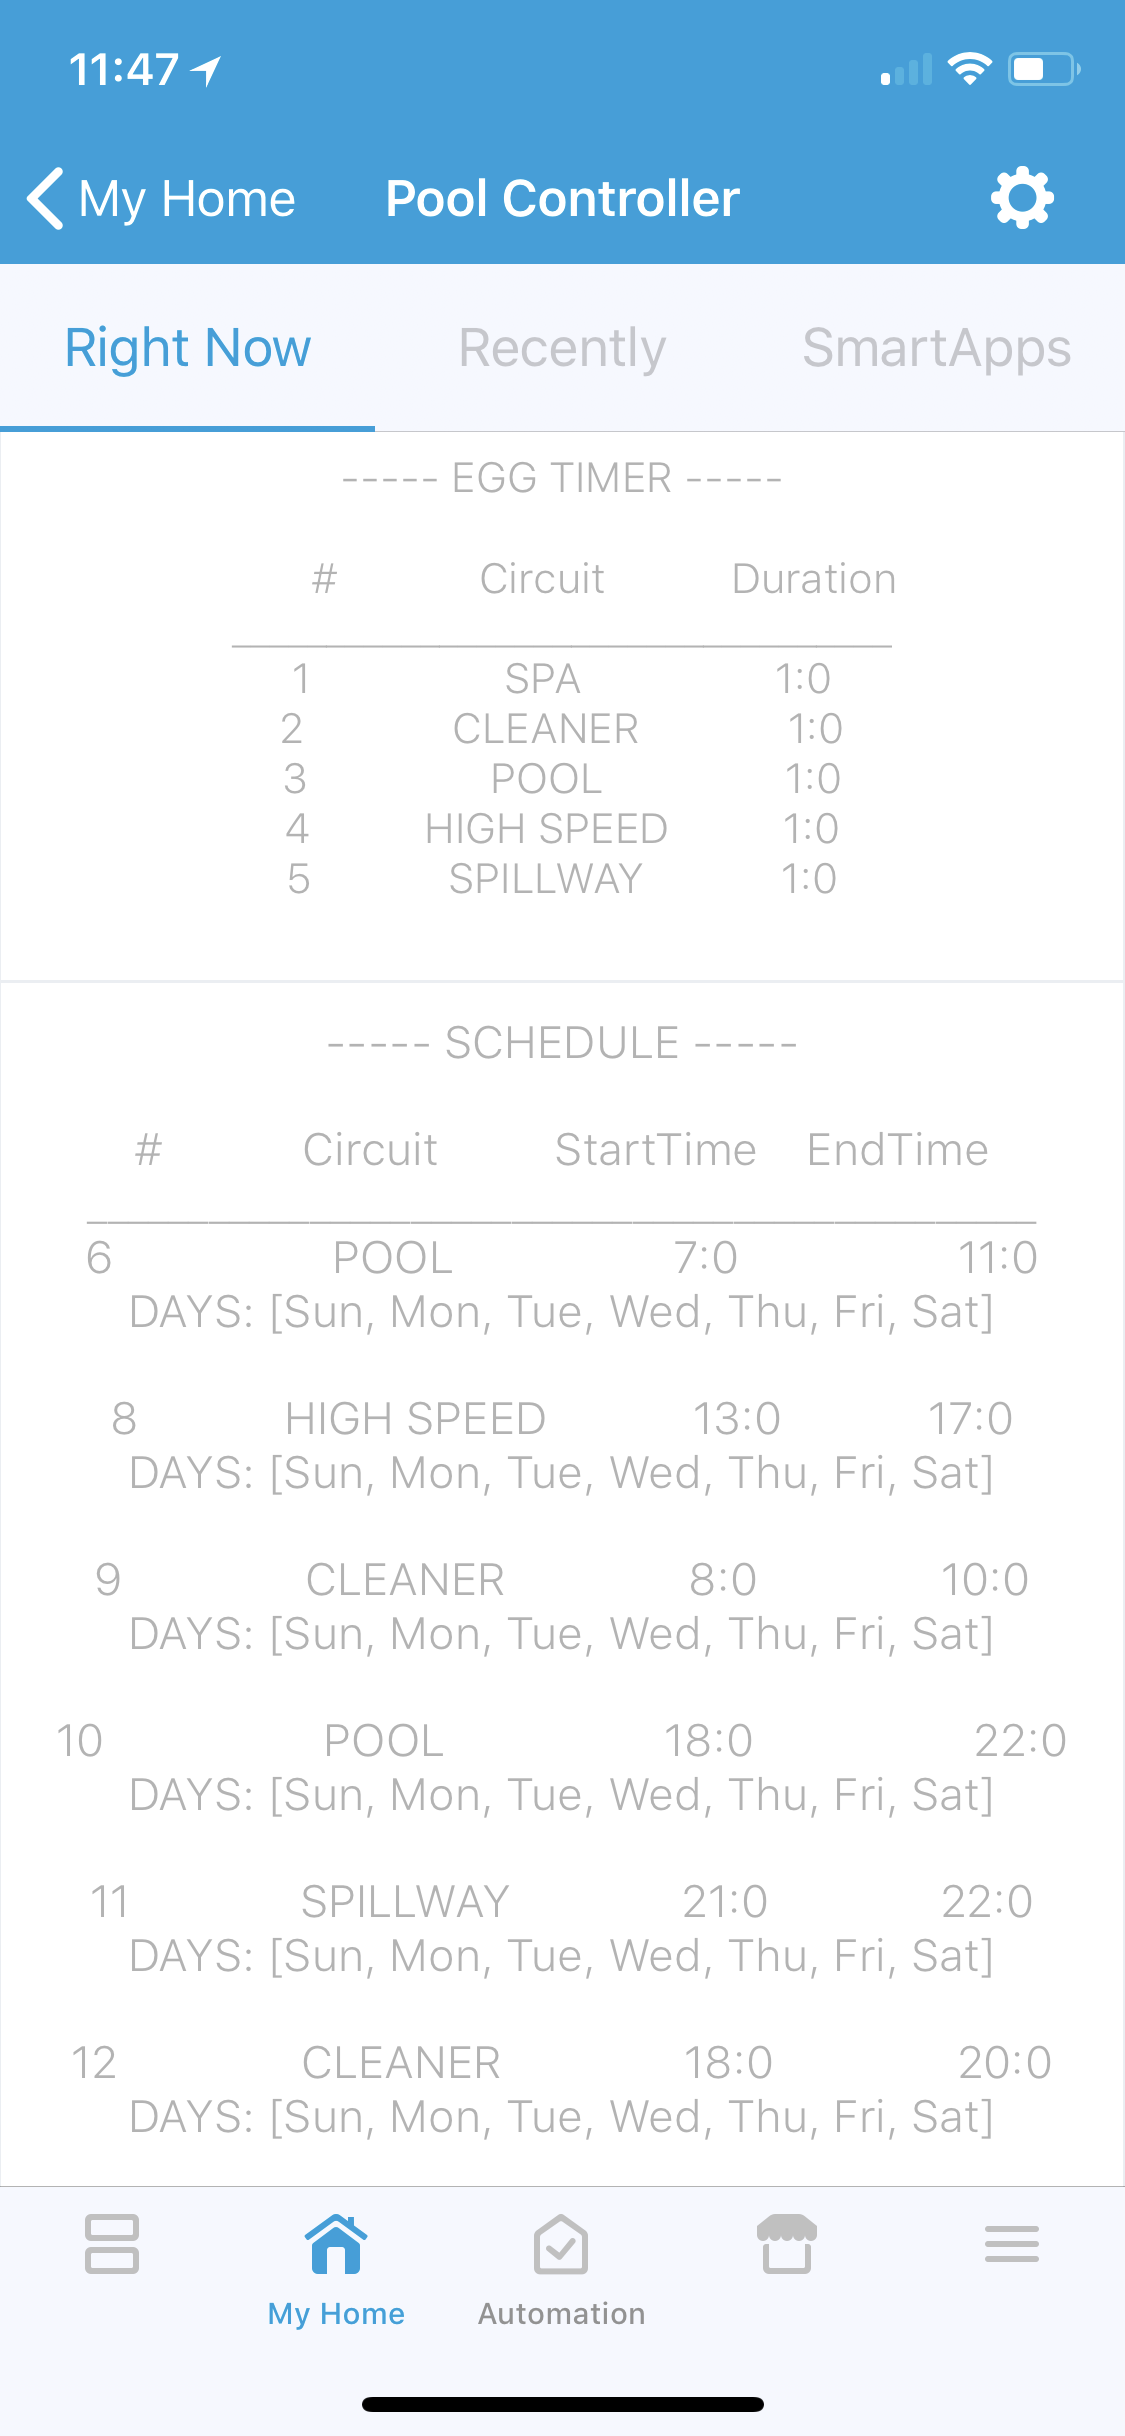 11:47
My Home Pool Controller
Right Now Recently SmartApps
----- EGG TIMER -----
# Circuit Duration
1 SPA 1:0
2 CLEANER 1:0
3 POOL 1:0
4 HIGH SPEED 1:0
5 SPILLWAY 1:0
----- SCHEDULE -----
# Circuit StartTime EndTime
6 POOL 7:0 11:0
DAYS: [Sun, Mon, Tue, Wed, Thu, Fri, Sat]
8 HIGH SPEED 13:0 17:0
DAYS: [Sun, Mon, Tue, Wed, Thu, Fri, Sat]
9 CLEANER 8:0 10:0
DAYS: [Sun, Mon, Tue, Wed, Thu, Fri, Sat]
10 POOL 18:0 22:0
DAYS: [Sun, Mon, Tue, Wed, Thu, Fri, Sat]
11 SPILLWAY 21:0 22:0
DAYS: [Sun, Mon, Tue, Wed, Thu, Fri, Sat]
12 CLEANER 18:0 20:0
DAYS: [Sun, Mon, Tue, Wed, Thu, Fri, Sat]
My Home Automation